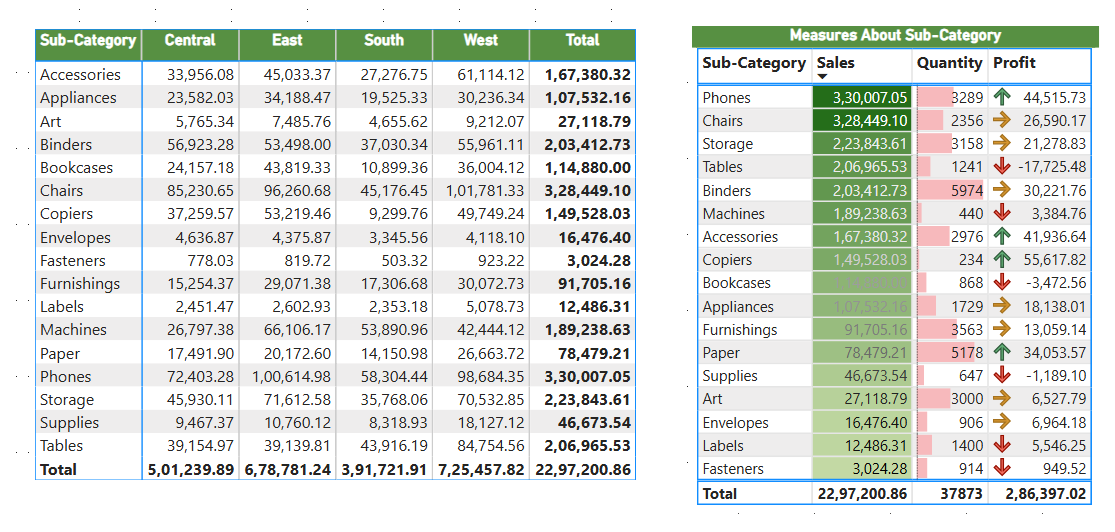 Sub-Category Central East South West Total
Accessories 33,956.08 45,033.37 27,276.75 61,114.12 1,67,380.32
Appliances 23,582.03 34,188.47 19,525.33 30,236.34 1,07,532.16
Art 5,765.34 7,485.76 4,655.62 9,212.07 27,118.79
Binders 56,923.28 53,498.00 37,030.34 55,961.11 2,03,412.73
Bookcases 24,157.18 43,819.33 10,899.36 36,004.12 1,14,880.00
Chairs 85,230.65 96,260.68 45,176.45 1,01,781.33 3,28,449.10
Copiers 37,259.57 53,219.46 9,299.76 49,749.24 1,49,528.03
Envelopes 4,636.87 4,375.87 3,345.56 4,118.10 16,476.40
Fasteners 778.03 819.72 503.32 923.22 3,024.28
Furnishings 15,254.37 29,071.38 17,306.68 30,072.73 91,705.16
Labels 2,451.47 2,602.93 2,353.18 5,078.73 12,486.31
Machines 26,797.38 66,106.17 53,890.96 42,444.12 1,89,238.63
Paper 17,491.90 20,172.60 14,150.98 26,663.72 78,479.21
Phones 72,403.28 1,00,614.98 58,304.44 98,684.35 3,30,007.05
Storage 45,930.11 71,612.58 35,768.06 70,532.85 2,23,843.61
Supplies 9,467.37 10,760.12 8,318.93 18,127.12 46,673.54
Tables 39,154.97 39,139.81 43,916.19 84,754.56 2,06,965.53
Total 5,01,239.89 6,78,781.24 3,91,721.91 7,25,457.82 22,97,200.86
Measures About Sub-Category
Sub-Category Sales Quantity Profit
Phones 3,30,007.05 3289 44,515.73
Chairs 3,28,449.10 2356 26,590.17
Storage 2,23,843.61 3158 21,278.83
Tables 2,06,965.53 1241 -17,725.48
Binders 2,03,412.73 5974 30,221.76
Machines 1,89,238.63 440 3,384.76
Accessories 1,67,380.32 2976 41,936.64
Copiers 1,49,528.03 234 55,617.82
Bookcases 868 -3,472.56
Appliances 1,07,532.16 1729 18,138.01
Furnishings 91,705.16 3563 13,059.14
Paper 78,479.21 5178 34,053.57
Supplies 46,673.54 647 -1,189.10
Art 27,118.79 3000 6,527.79
Envelopes 16,476.40 906 6,964.18
Labels 12,486.31 1400 5,546.25
Fasteners 3,024.28 914 949.52
Total 22,97,200.86 37873 2,86,397.02